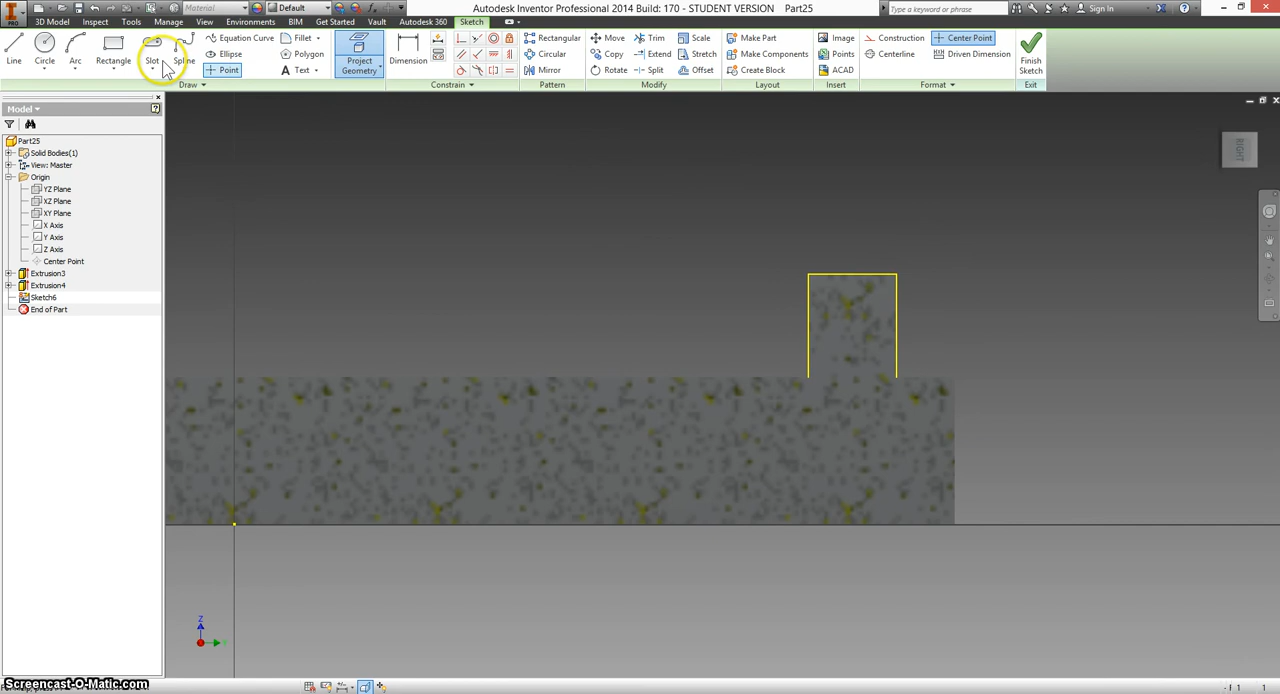 PRO
Material
Default
Autodesk Inventor Professional 2014 Build: 170 - STUDENT VERSION Part25
Type a keyword or phrase
Sign In
3D Model Inspect Tools Manage View Environments BIM Get Started Vault Autodesk 360 Sketch
Line Circle Arc Rectangle Slot Spline
Equation Curve Fillet
Ellipse Polygon
Point Text
Project Geometry
Dimension
Rectangular Move Trim Scale
Circular Copy Extend Stretch
Mirror Rotate Split Offset
Make Part
Make Components
Create Block
Image
Points
ACAD
Construction Center Point
Centerline Driven Dimension
Finish Sketch
Draw Constrain Pattern Modify Layout Insert Format Exit
Model
Part25
Solid Bodies(1)
View: Master
Origin
YZ Plane
XZ Plane
XY Plane
X Axis
Y Axis
Z Axis
Center Point
Extrusion3
Extrusion4
Sketch6
End of Part
RIGHT
Z
Screencast-O-Matic.com
1 1